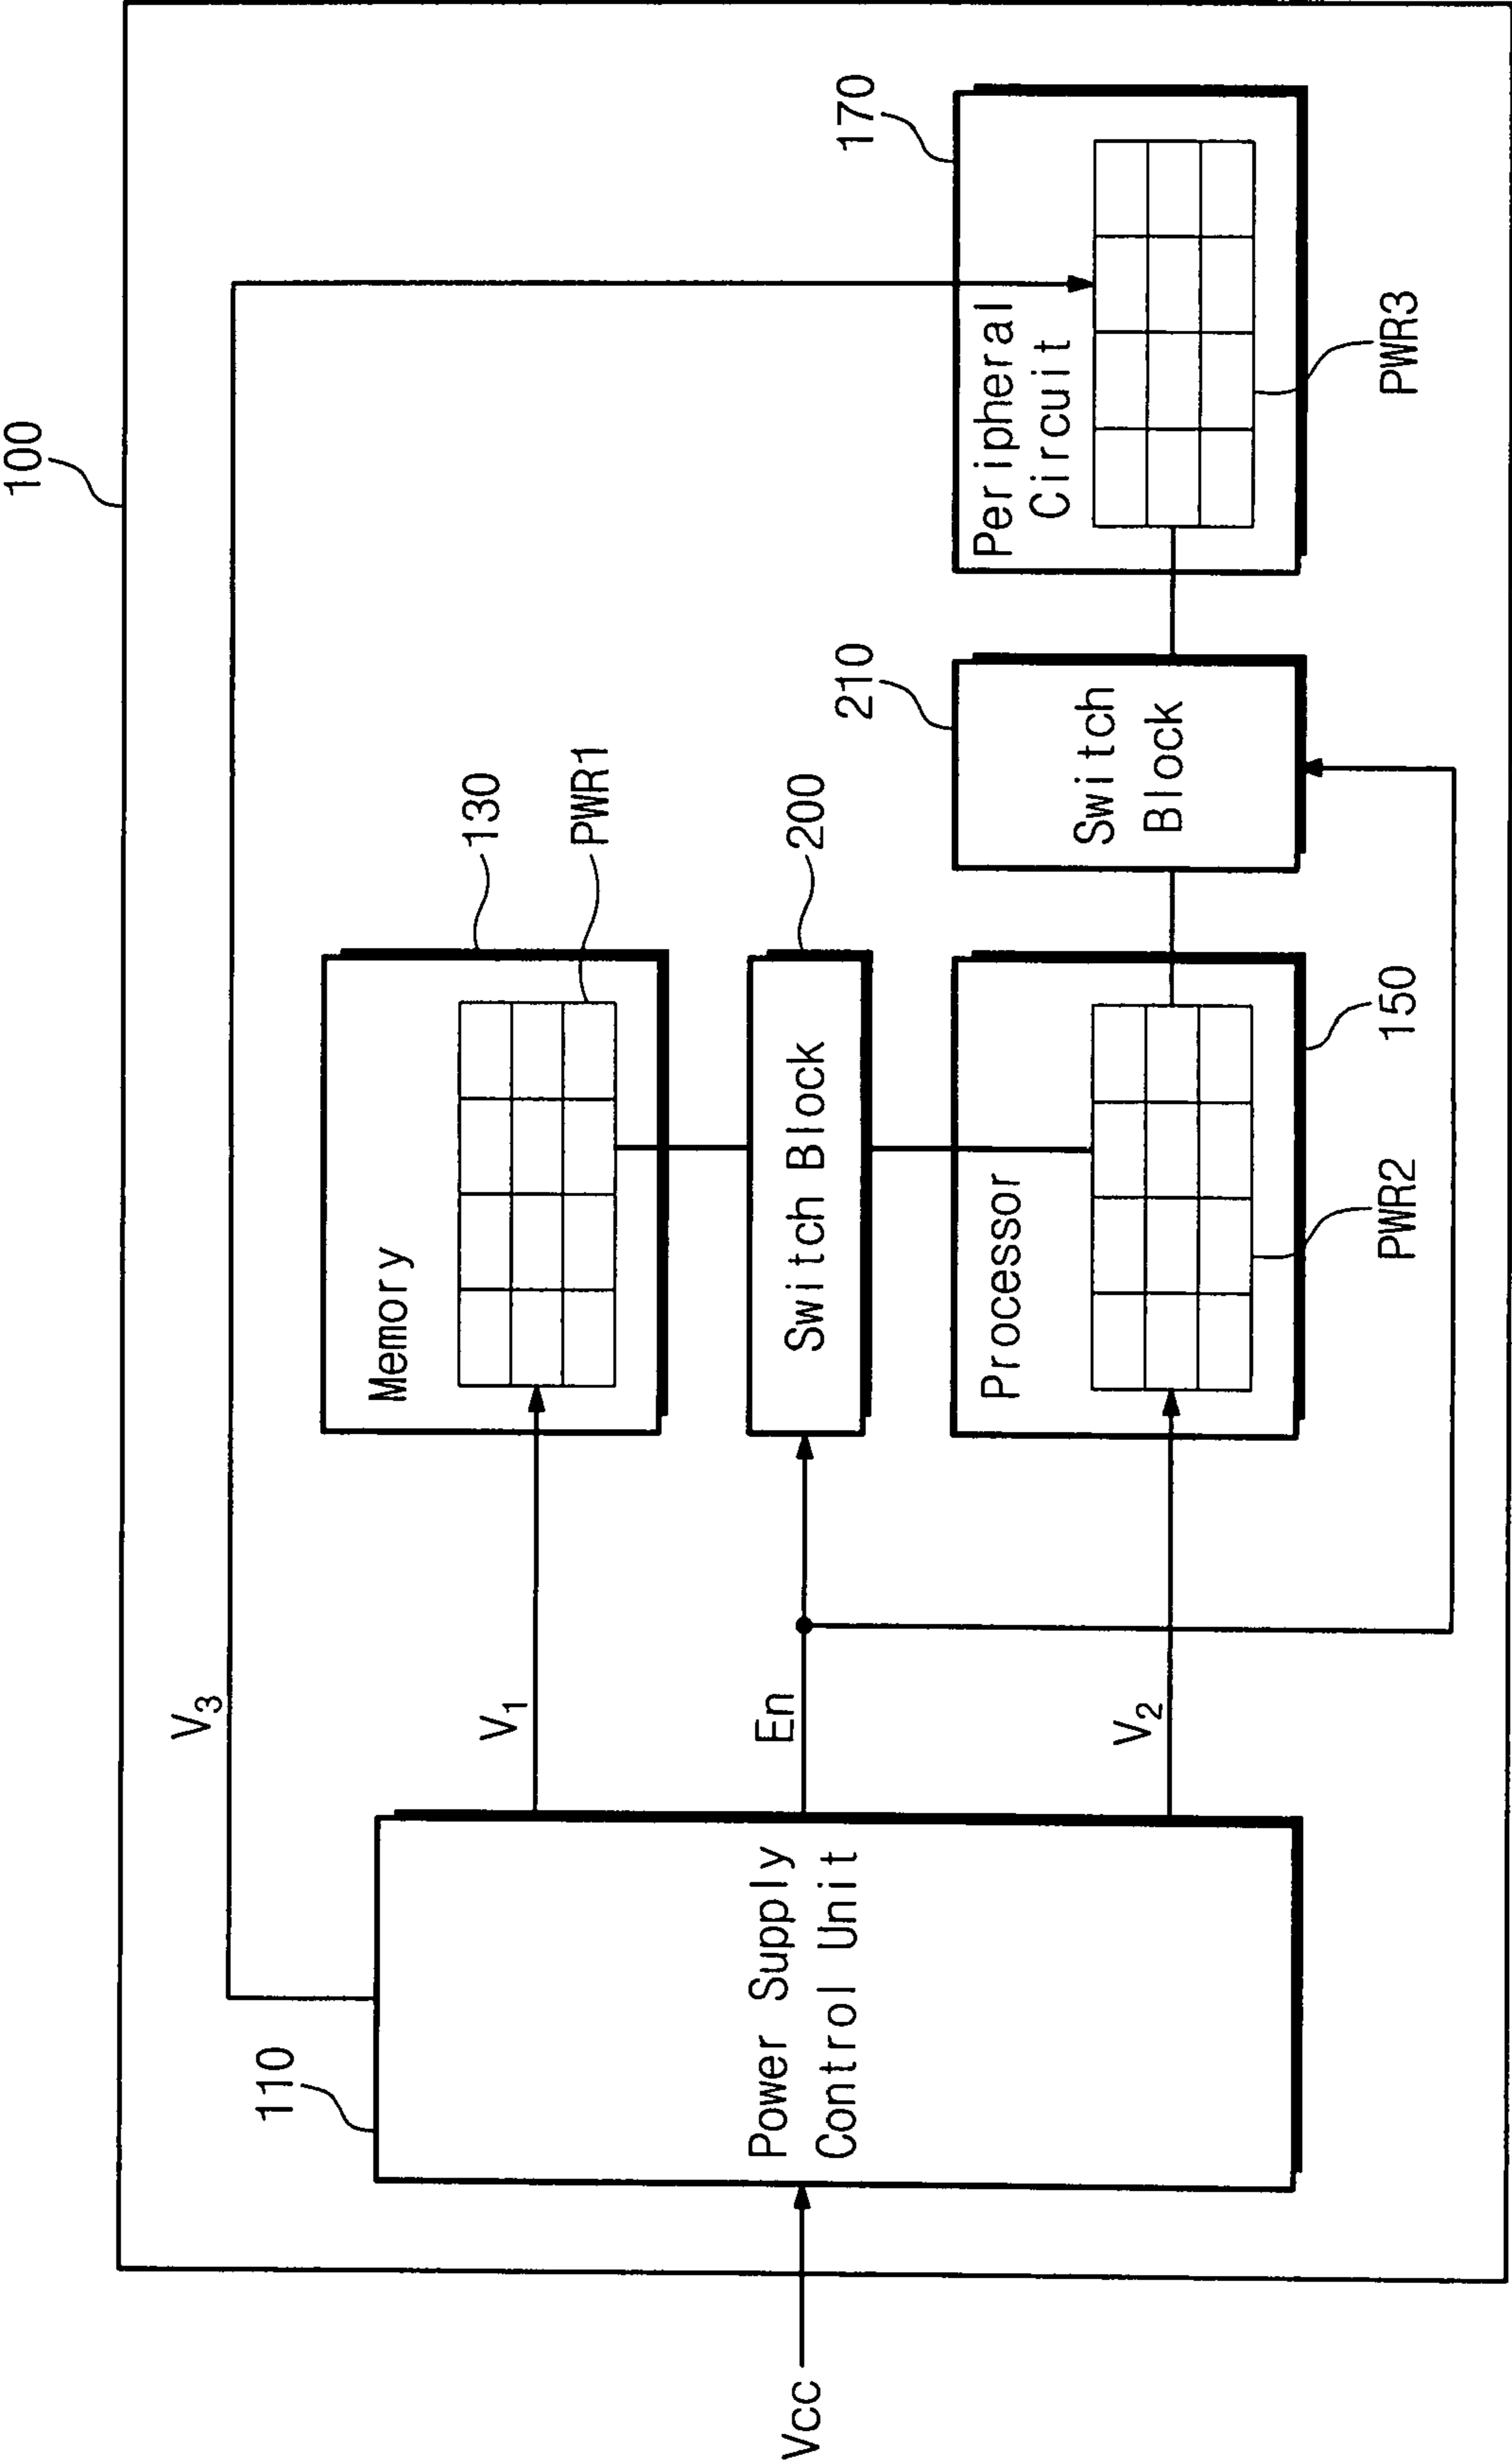 100
V3
110
Vcc
Power Supply
Control Unit
V1
En
V2
Memory
130
PWR1
Switch Block
200
Processor
PWR2
150
Switch
Block
210
Peripheral
Circuit
170
PWR3